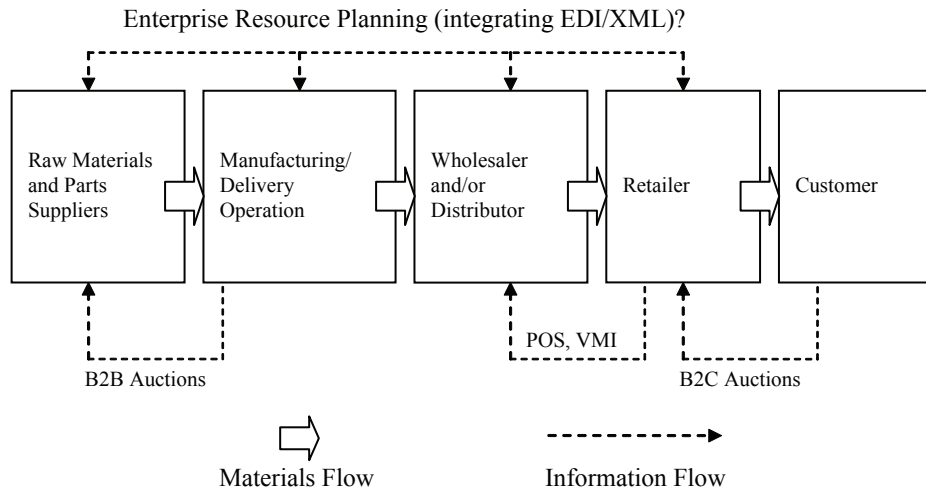 Enterprise Resource Planning (integrating EDI/XML)?
Raw Materials
and Parts
Suppliers
Manufacturing/
Delivery
Operation
Wholesaler
and/or
Distributor
Retailer
Customer
POS, VMI
B2B Auctions
B2C Auctions
Materials Flow
Information Flow